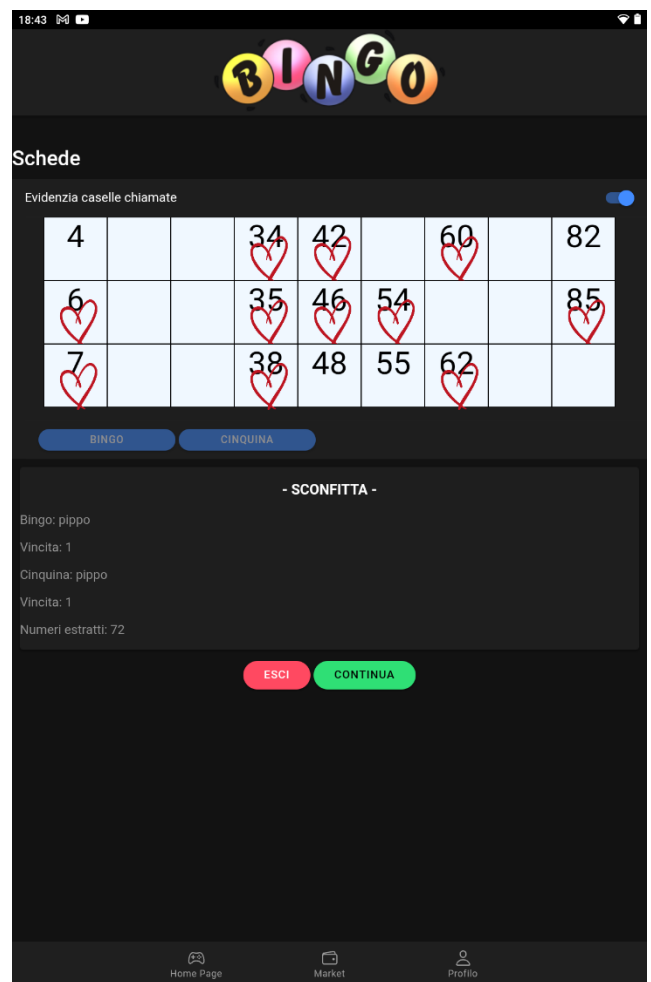 18:43
BINGO
Schede
Evidenzia caselle chiamate
4 34 42 60 82
6 35 46 54 85
7 38 48 55 62
BINGO CINQUINA
- SCONFITTA -
Bingo: pippo
Vincita: 1
Cinquina: pippo
Vincita: 1
Numeri estratti: 72
ESCI CONTINUA
Home Page Market Profilo